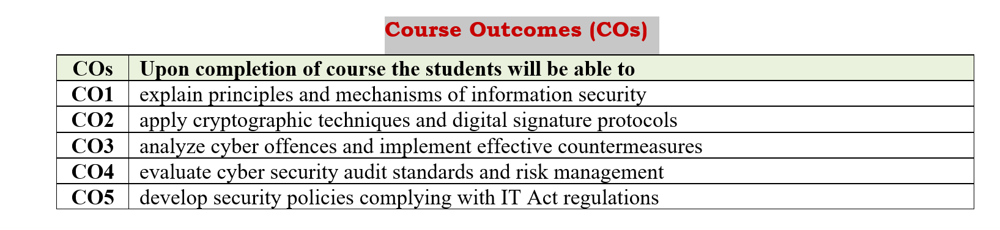 Course Outcomes (COs)
COs Upon completion of course the students will be able to
CO1 explain principles and mechanisms of information security
CO2 apply cryptographic techniques and digital signature protocols
CO3 analyze cyber offences and implement effective countermeasures
CO4 evaluate cyber security audit standards and risk management
CO5 develop security policies complying with IT Act regulations